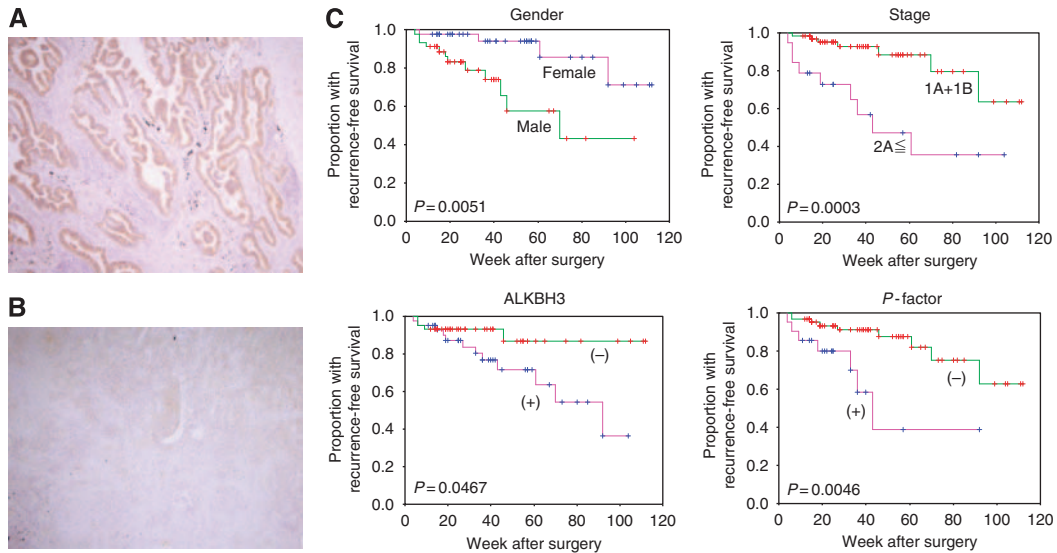 A
B
C
Gender
Proportion with
recurrence-free survival
1.0
0.8
0.6
0.4
0.2
0.0
Female
Male
P=0.0051
0 20 40 60 80 100 120
Week after surgery
Stage
Proportion with
recurrence-free survival
1.0
0.8
0.6
0.4
0.2
0.0
1A+1B
2A≦
P=0.0003
0 20 40 60 80 100 120
Week after surgery
ALKBH3
Proportion with
recurrence-free survival
1.0
0.8
0.6
0.4
0.2
0.0
(–)
(+)
P=0.0467
0 20 40 60 80 100 120
Week after surgery
P-factor
Proportion with
recurrence-free survival
1.0
0.8
0.6
0.4
0.2
0.0
(–)
(+)
P=0.0046
0 20 40 60 80 100 120
Week after surgery